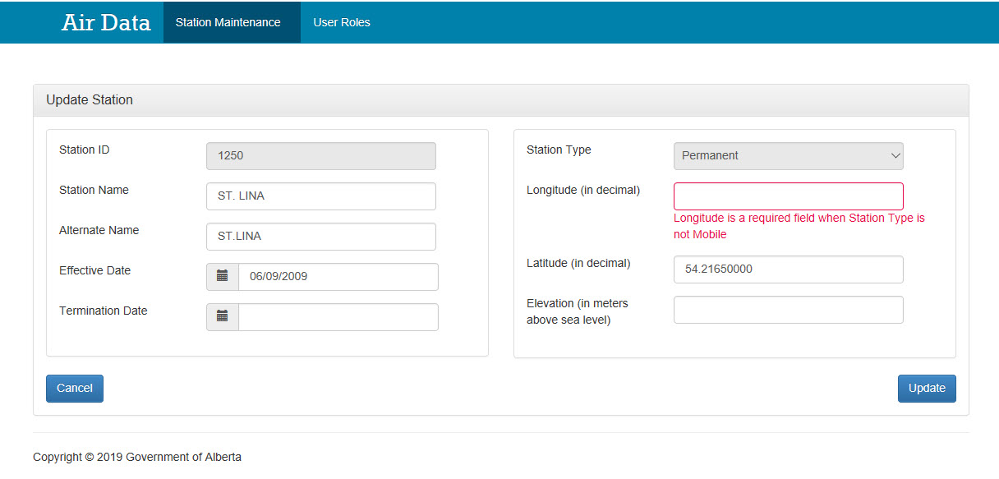 Air Data
Station Maintenance
User Roles
Update Station
Station ID
1250
Station Name
ST. LINA
Alternate Name
ST.LINA
Effective Date
06/09/2009
Termination Date
Station Type
Permanent
Longitude (in decimal)
Longitude is a required field when Station Type is
not Mobile
Latitude (in decimal)
54.21650000
Elevation (in meters
above sea level)
Cancel
Update
Copyright © 2019 Government of Alberta